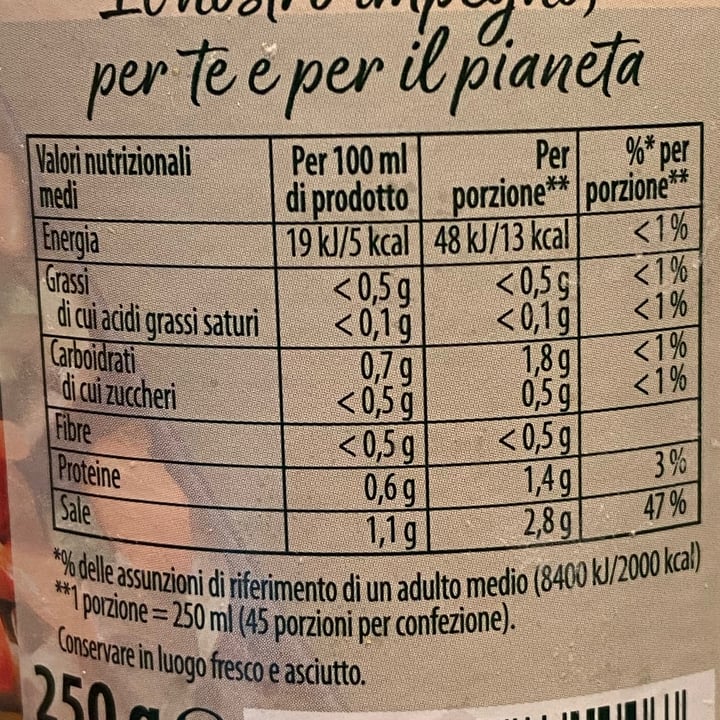 Il nostro impegno,
per te e per il pianeta
Valori nutrizionali medi | Per 100 ml di prodotto | Per porzione** | %* per porzione**
Energia 19 kJ/5 kcal 48 kJ/13 kcal <1%
Grassi <0,5 g <0,5 g <1%
di cui acidi grassi saturi <0,1 g <0,1 g <1%
Carboidrati 0,7 g 1,8 g <1%
di cui zuccheri <0,5 g 0,5 g <1%
Fibre <0,5 g <0,5 g
Proteine 0,6 g 1,4 g 3%
Sale 1,1 g 2,8 g 47%
*% delle assunzioni di riferimento di un adulto medio (8400 kJ/2000 kcal)
**1 porzione = 250 ml (45 porzioni per confezione).
Conservare in luogo fresco e asciutto.
250 g